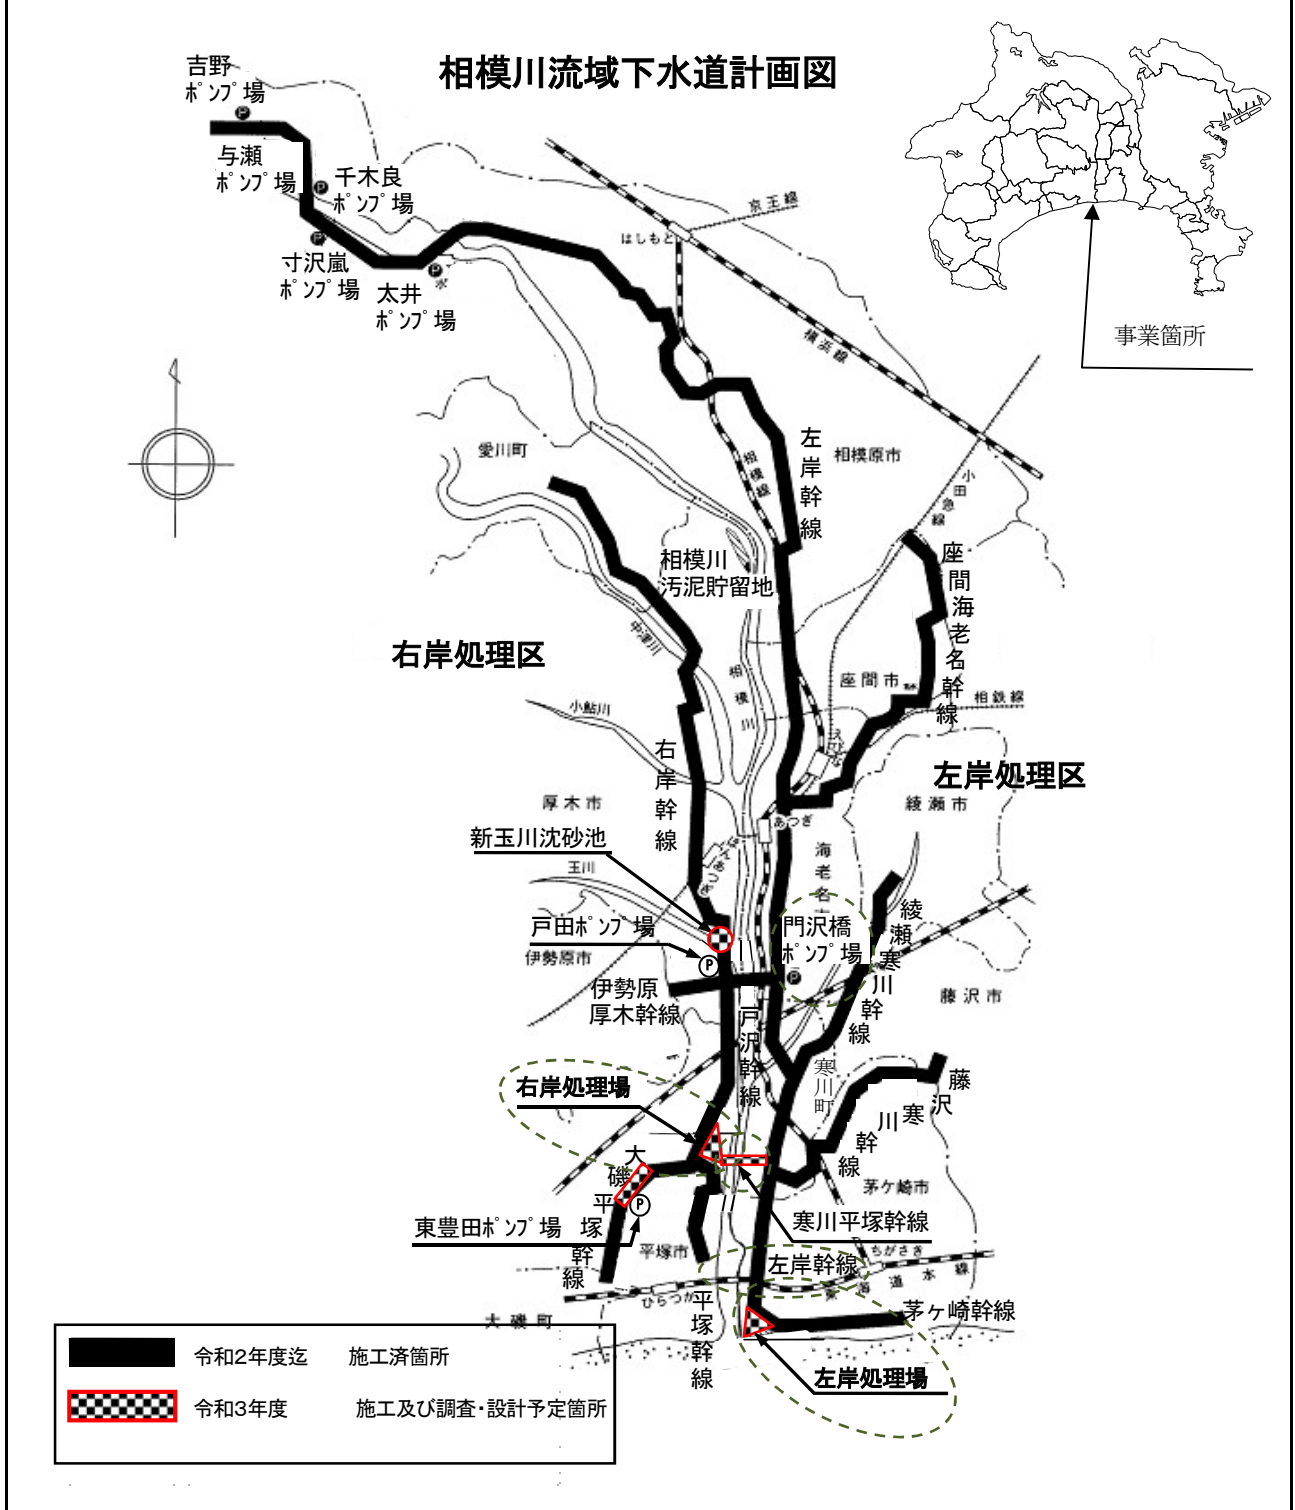 相模川流域下水道計画図
吉野
ﾎﾟﾝﾌﾟ場
与瀬
ﾎﾟﾝﾌﾟ場
千木良
ﾎﾟﾝﾌﾟ場
寸沢嵐
ﾎﾟﾝﾌﾟ場
太井
ﾎﾟﾝﾌﾟ場
京王線
はしもと
横浜線
事業箇所
愛川町
相模線
左岸幹線
相模原市
小田急線
座間海老名幹線
相模川
汚泥貯留地
中津川
右岸処理区
相模川
座間市
相鉄線
小鮎川
えびな
右岸幹線
左岸処理区
厚木市
綾瀬市
あつぎ
新玉川沈砂池
ほんあつぎ
海老名市
玉川
戸田ﾎﾟﾝﾌﾟ場
P
門沢橋
ﾎﾟﾝﾌﾟ場
綾瀬寒川幹線
伊勢原市
伊勢原
厚木幹線
藤沢市
戸沢幹線
寒川町
右岸処理場
藤沢寒川幹線
大磯平塚幹線
茅ケ崎市
P
東豊田ﾎﾟﾝﾌﾟ場
寒川平塚幹線
平塚市
左岸幹線
ちがさき
東海道本線
ひらつか
平塚幹線
茅ヶ崎幹線
大磯町
左岸処理場
令和2年度迄 施工済箇所
令和3年度 施工及び調査・設計予定箇所